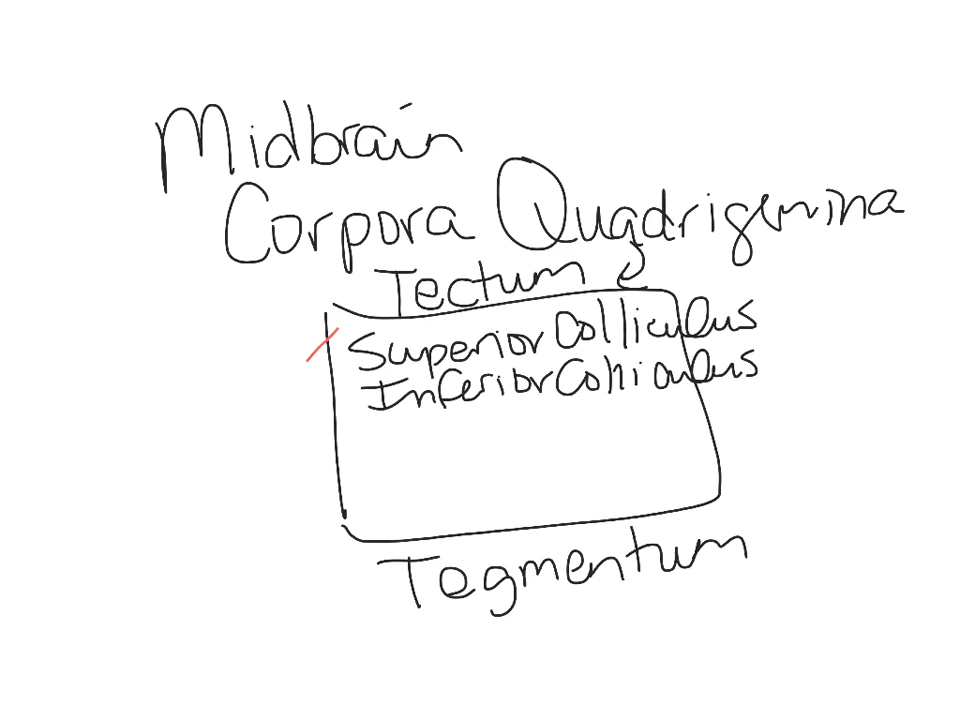 Midbrain
Corpora Quadrigemina
Tectum
Superior Colliculus
Inferior Colliculus
Tegmentum